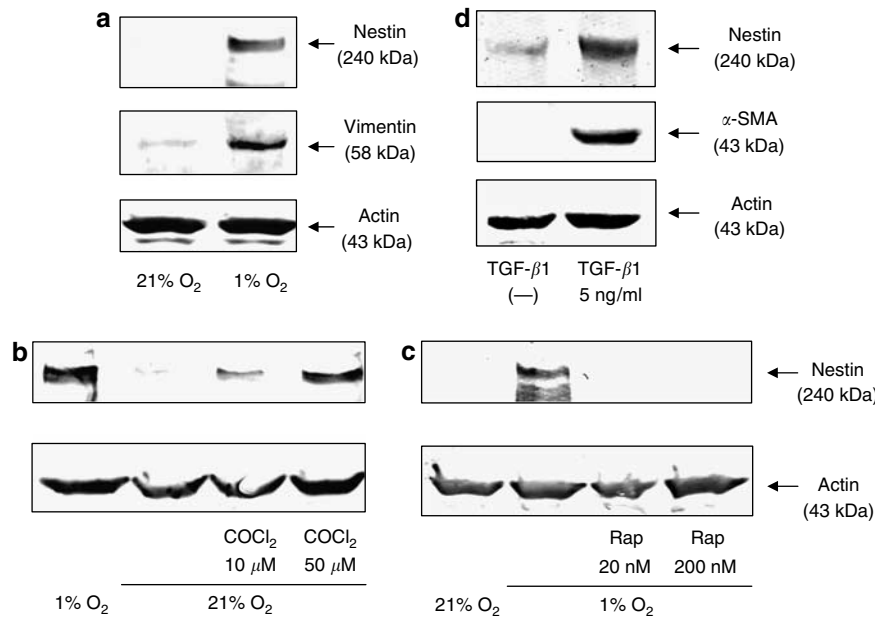 a
Nestin
(240 kDa)
Vimentin
(58 kDa)
Actin
(43 kDa)
21% O₂ 1% O₂
d
Nestin
(240 kDa)
α-SMA
(43 kDa)
Actin
(43 kDa)
TGF-β1 TGF-β1
(—) 5 ng/ml
b
COCl₂ COCl₂
10 μM 50 μM
1% O₂ 21% O₂
c
Nestin
(240 kDa)
Actin
(43 kDa)
Rap Rap
20 nM 200 nM
21% O₂ 1% O₂